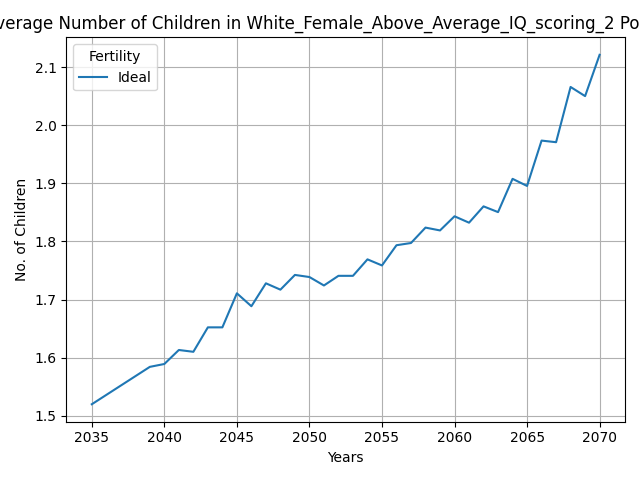 verage Number of Children in White_Female_Above_Average_IQ_scoring_2 Po
Fertility
Ideal
No. of Children
2.1
2.0
1.9
1.8
1.7
1.6
1.5
2035 2040 2045 2050 2055 2060 2065 2070
Years